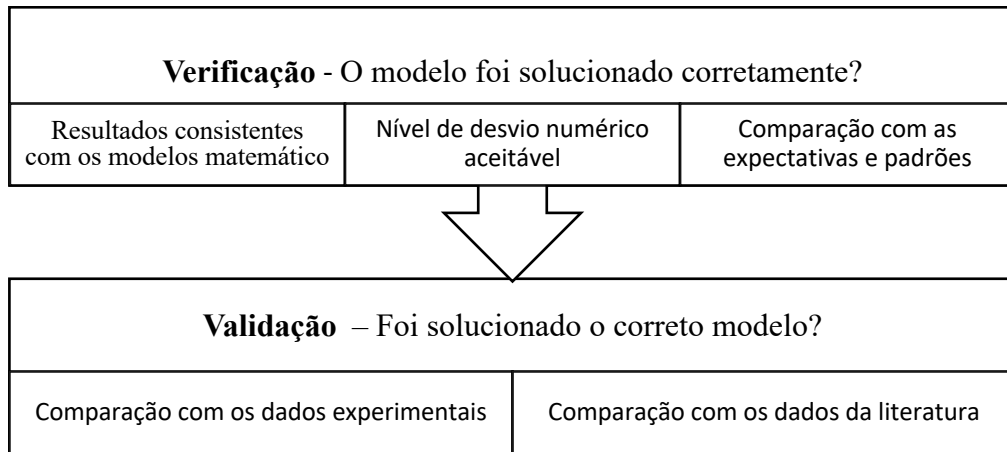 Verificação - O modelo foi solucionado corretamente?
Resultados consistentes
com os modelos matemático
Nível de desvio numérico
aceitável
Comparação com as
expectativas e padrões
Validação – Foi solucionado o correto modelo?
Comparação com os dados experimentais
Comparação com os dados da literatura